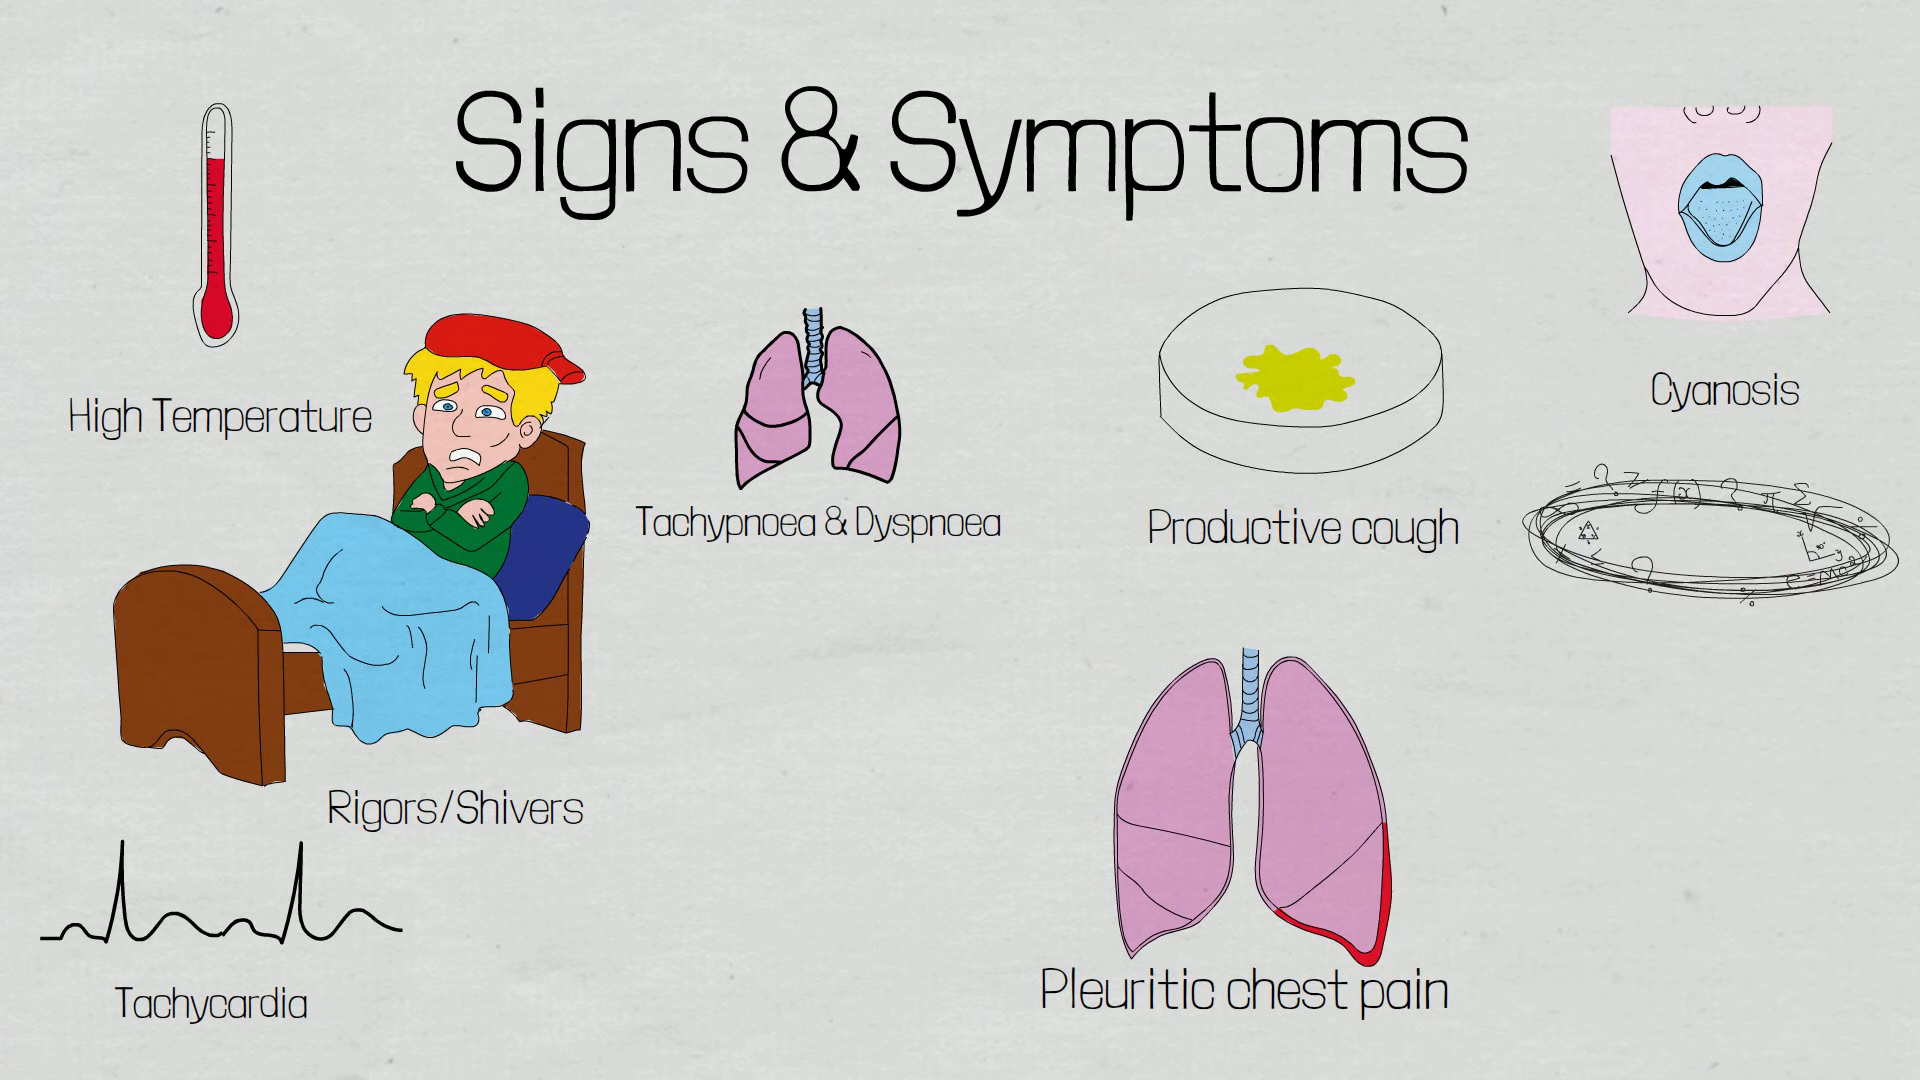 Signs & Symptoms
High Temperature
Rigors/Shivers
Tachycardia
Tachypnoea & Dyspnoea
Productive cough
Pleuritic chest pain
Cyanosis